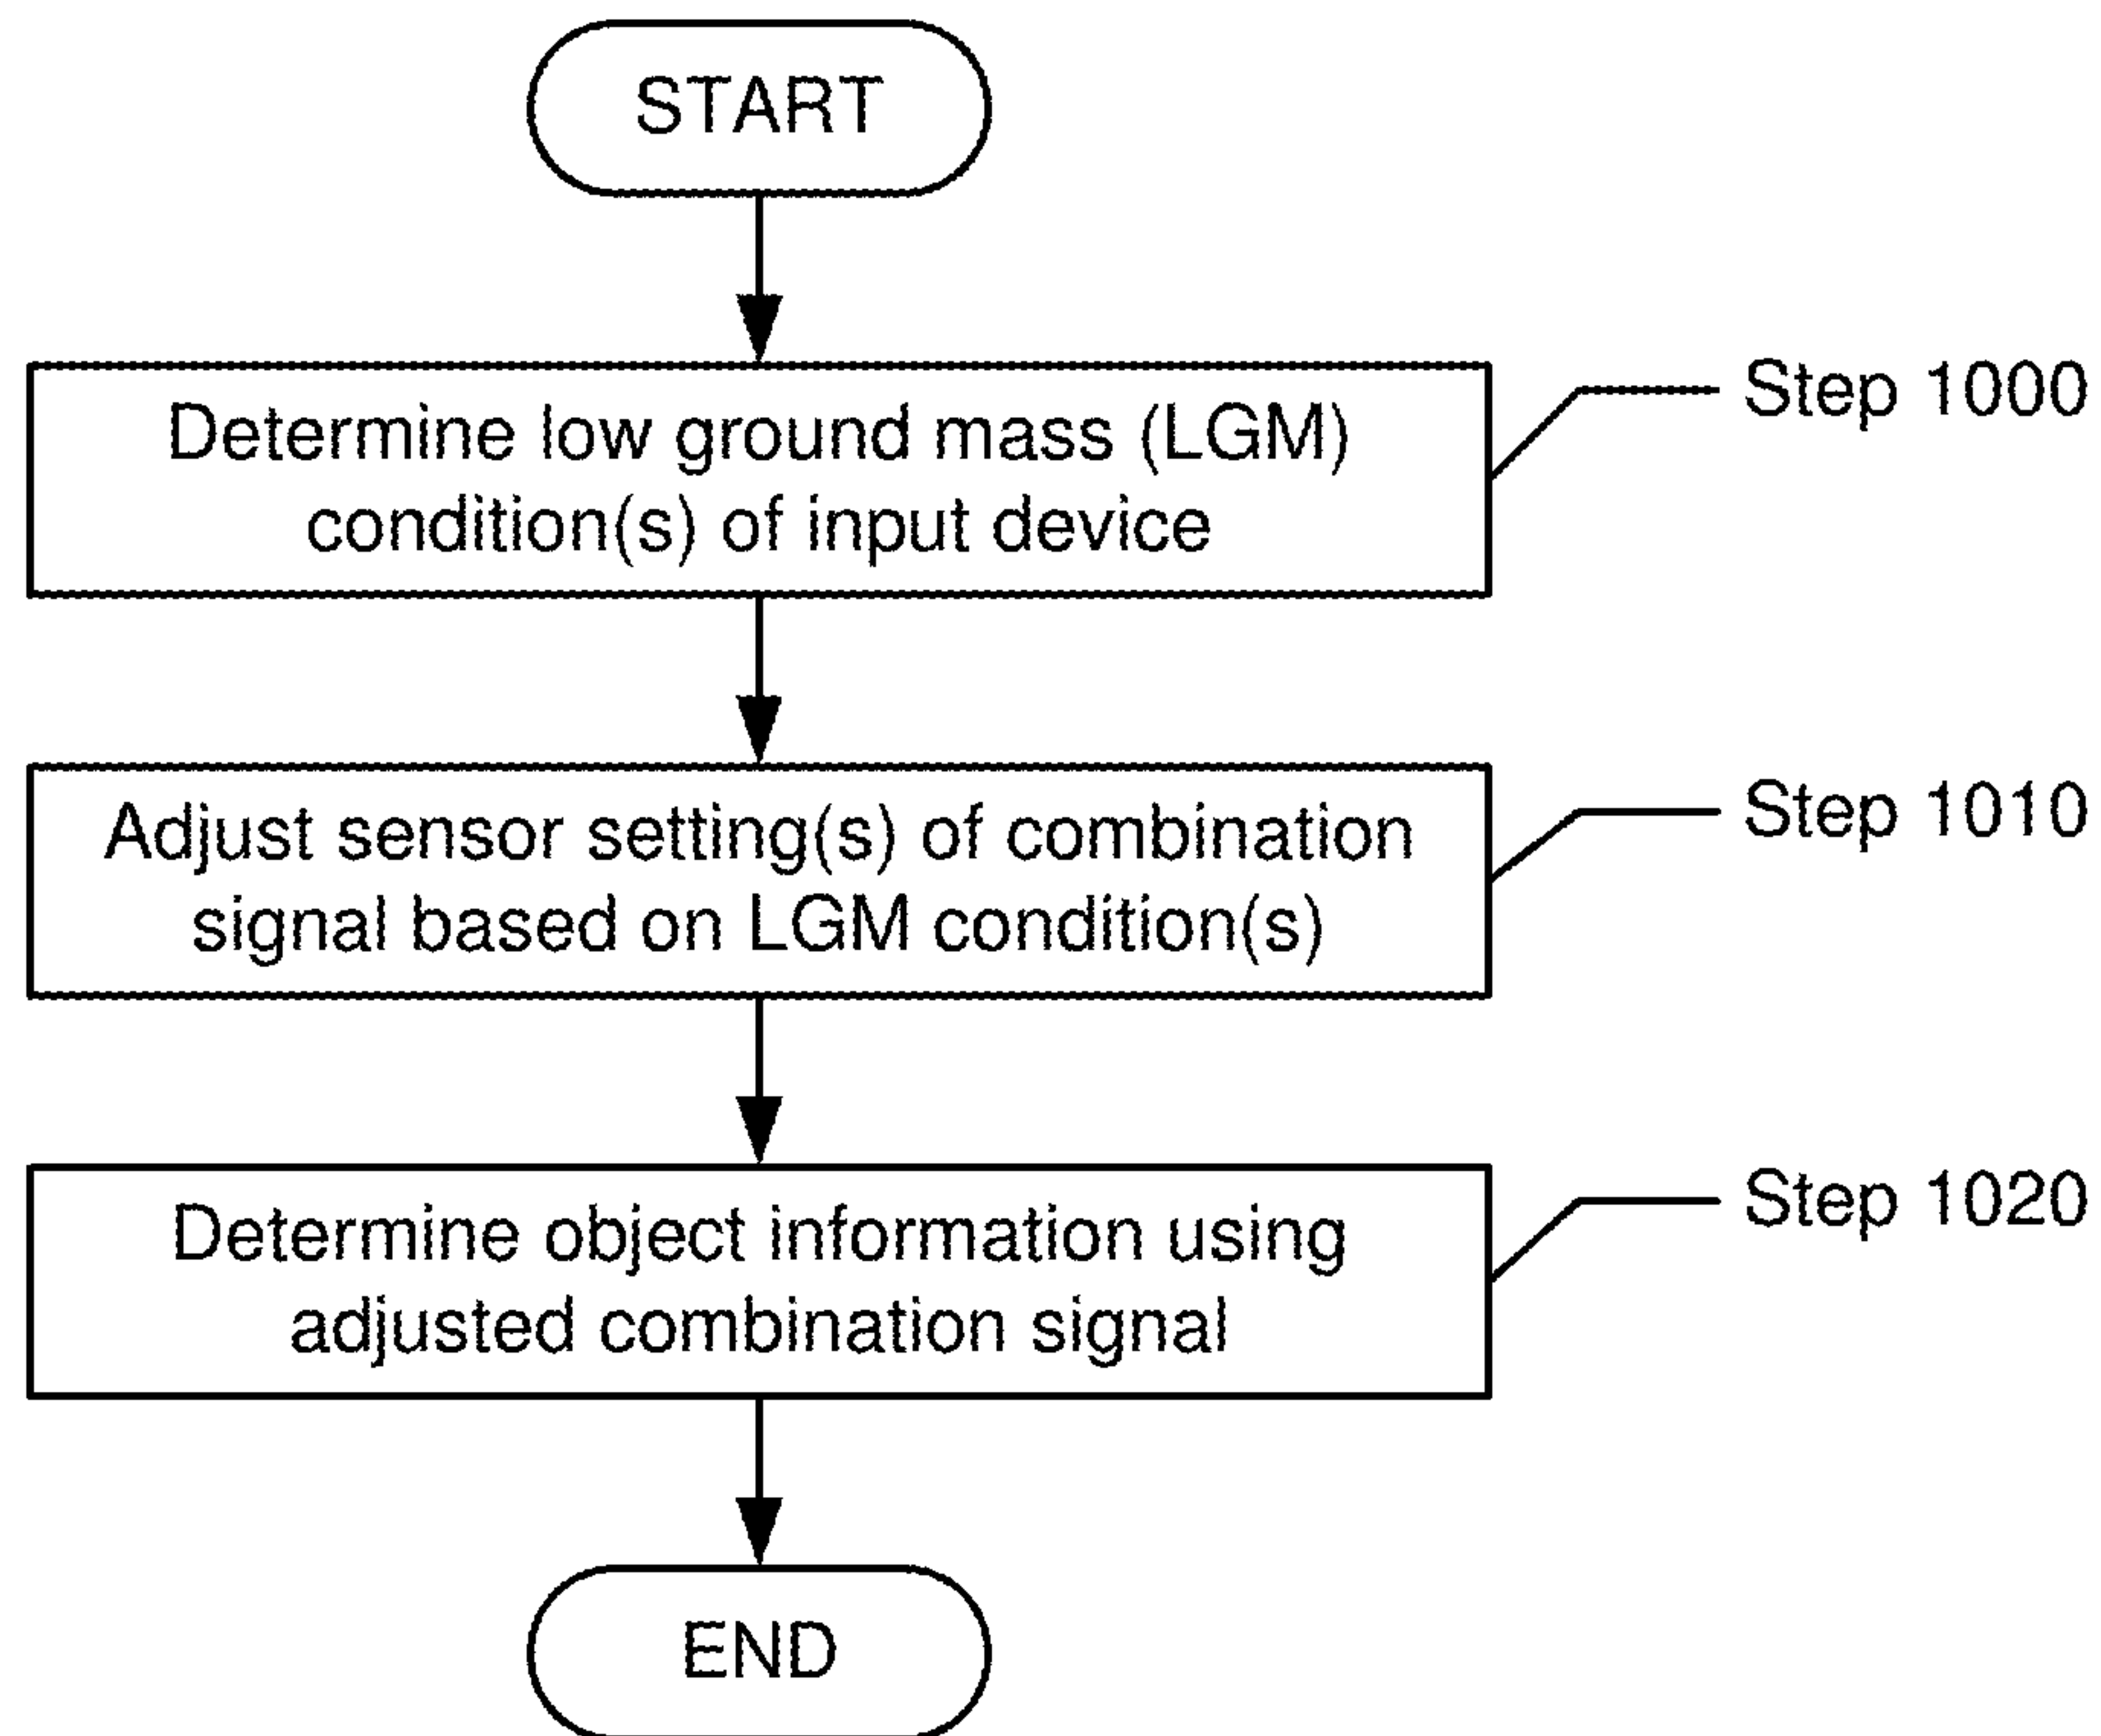 START
Determine low ground mass (LGM)
condition(s) of input device
Step 1000
Adjust sensor setting(s) of combination
signal based on LGM condition(s)
Step 1010
Determine object information using
adjusted combination signal
Step 1020
END